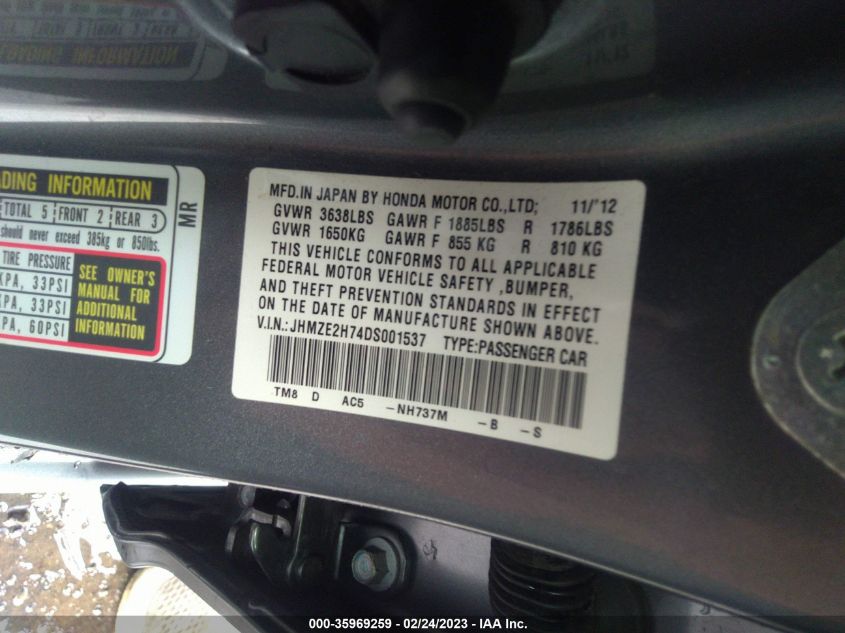 ADING INFORMATION
TOTAL 5 FRONT 2 REAR 3
should never exceed 385kg or 850lbs.
TIRE PRESSURE
KPA, 33PSI
KPA, 33PSI
KPA, 60PSI
SEE OWNER'S
MANUAL FOR
ADDITIONAL
INFORMATION
MR
MFD.IN JAPAN BY HONDA MOTOR CO.,LTD; 11/'12
GVWR 3638LBS GAWR F 1885LBS R 1786LBS
GVWR 1650KG GAWR F 855 KG R 810 KG
THIS VEHICLE CONFORMS TO ALL APPLICABLE
FEDERAL MOTOR VEHICLE SAFETY ,BUMPER,
AND THEFT PREVENTION STANDARDS IN EFFECT
ON THE DATE OF MANUFACTURE SHOWN ABOVE.
V.I.N.: JHMZE2H74DS001537 TYPE:PASSENGER CAR
TM8 D AC5 -NH737M -B -S
000-35969259 - 02/24/2023 - IAA Inc.